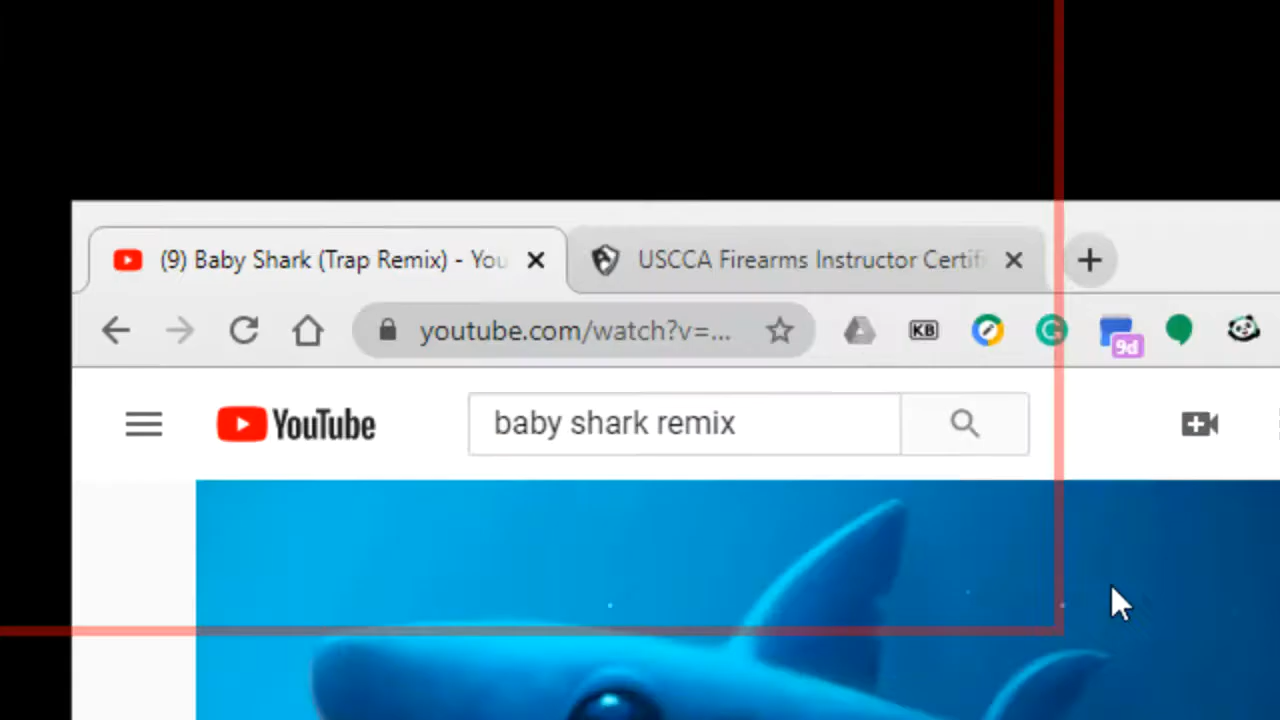 (9) Baby Shark (Trap Remix) - You
USCCA Firearms Instructor Certifi
youtube.com/watch?v=...
KB
9d
YouTube
baby shark remix